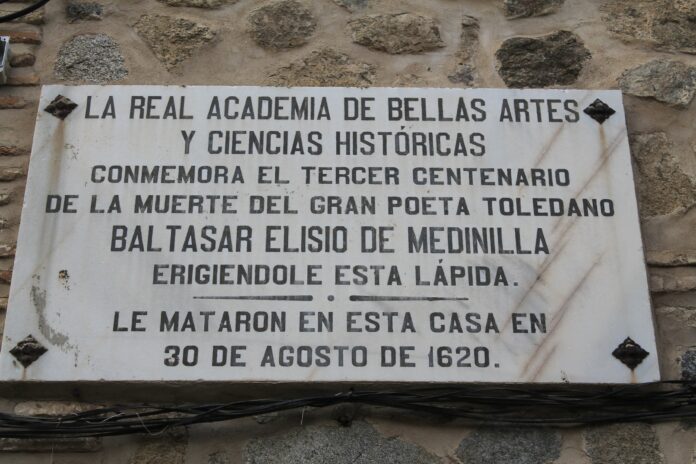 LA REAL ACADEMIA DE BELLAS ARTES
Y CIENCIAS HISTÓRICAS
CONMEMORA EL TERCER CENTENARIO
DE LA MUERTE DEL GRAN POETA TOLEDANO
BALTASAR ELISIO DE MEDINILLA
ERIGIENDOLE ESTA LÁPIDA.
LE MATARON EN ESTA CASA EN
30 DE AGOSTO DE 1620.